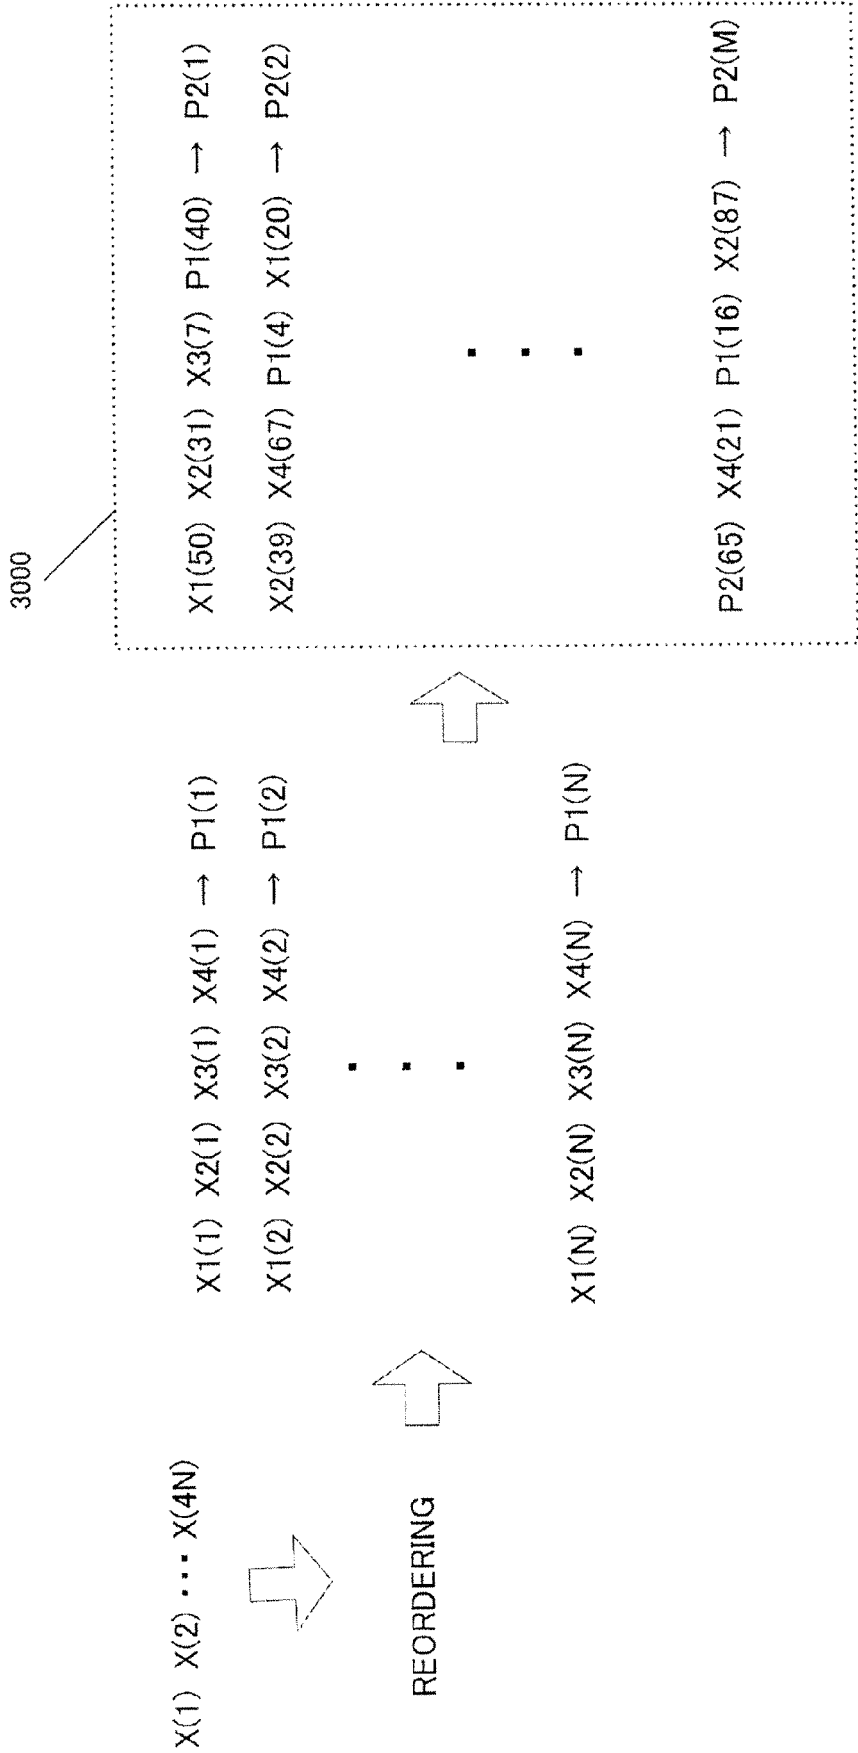 X(1) X(2) ··· X(4N)
REORDERING
X1(1) X2(1) X3(1) X4(1) → P1(1)
X1(2) X2(2) X3(2) X4(2) → P1(2)
X1(N) X2(N) X3(N) X4(N) → P1(N)
3000
X1(50) X2(31) X3(7) P1(40) → P2(1)
X2(39) X4(67) P1(4) X1(20) → P2(2)
P2(65) X4(21) P1(16) X2(87) → P2(M)